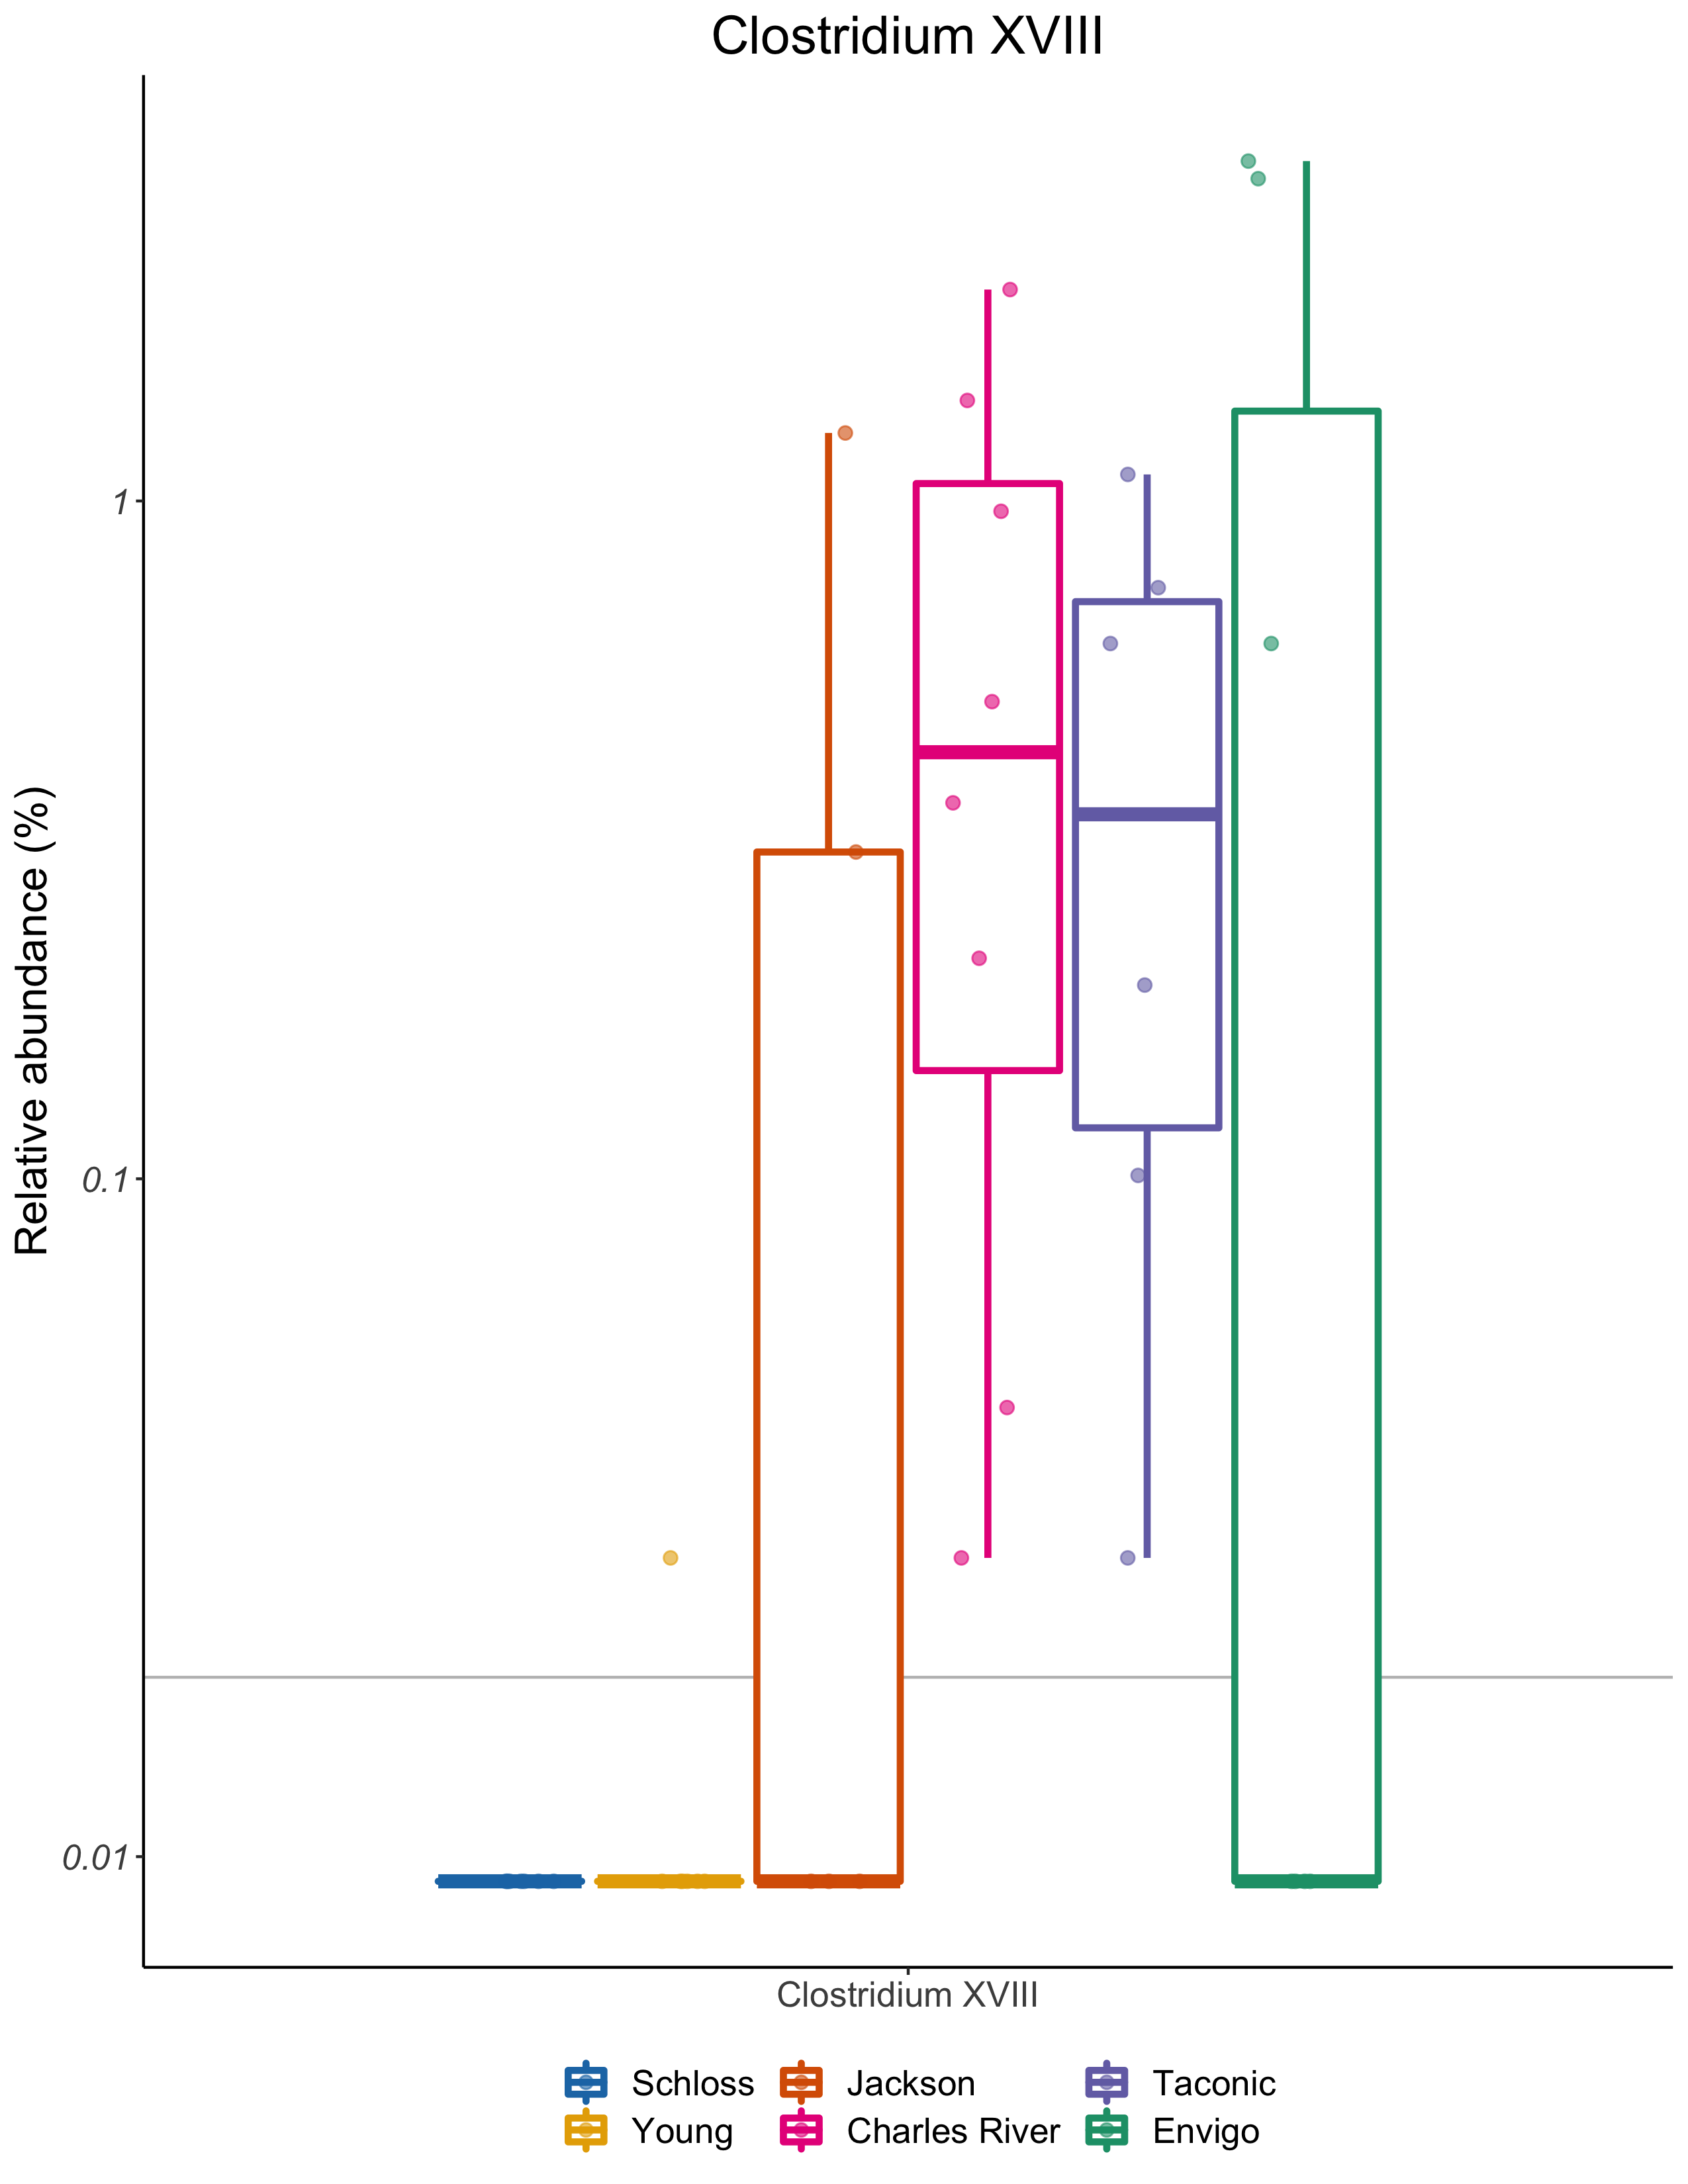 Clostridium XVIII
Relative abundance (%)
1
0.1
0.01
Clostridium XVIII
Schloss
Jackson
Taconic
Young
Charles River
Envigo